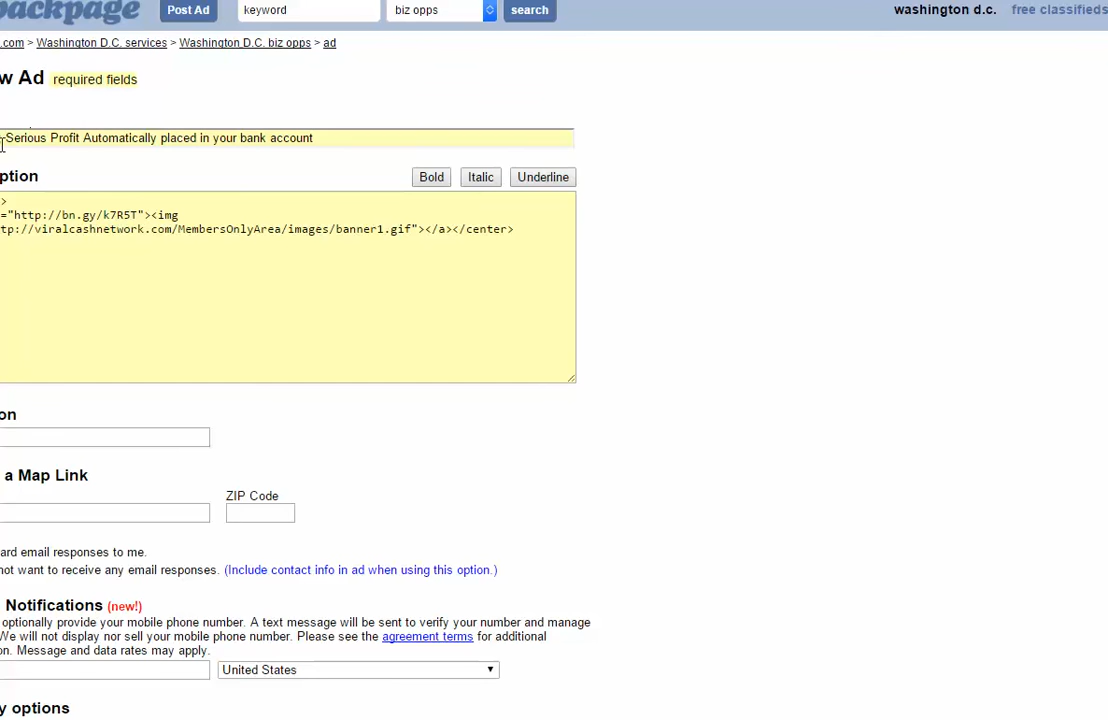 backpage Post Ad keyword biz opps search washington d.c. free classifieds
.com > Washington D.C. services > Washington D.C. biz opps > ad
w Ad required fields
Serious Profit Automatically placed in your bank account
ption Bold Italic Underline
>
="http://bn.gy/k7R5T"><img
tp://viralcashnetwork.com/MembersOnlyArea/images/banner1.gif"></a></center>
on
a Map Link
ZIP Code
ard email responses to me.
not want to receive any email responses. (Include contact info in ad when using this option.)
Notifications (new!)
optionally provide your mobile phone number. A text message will be sent to verify your number and manage
We will not display nor sell your mobile phone number. Please see the agreement terms for additional
on. Message and data rates may apply.
United States
y options